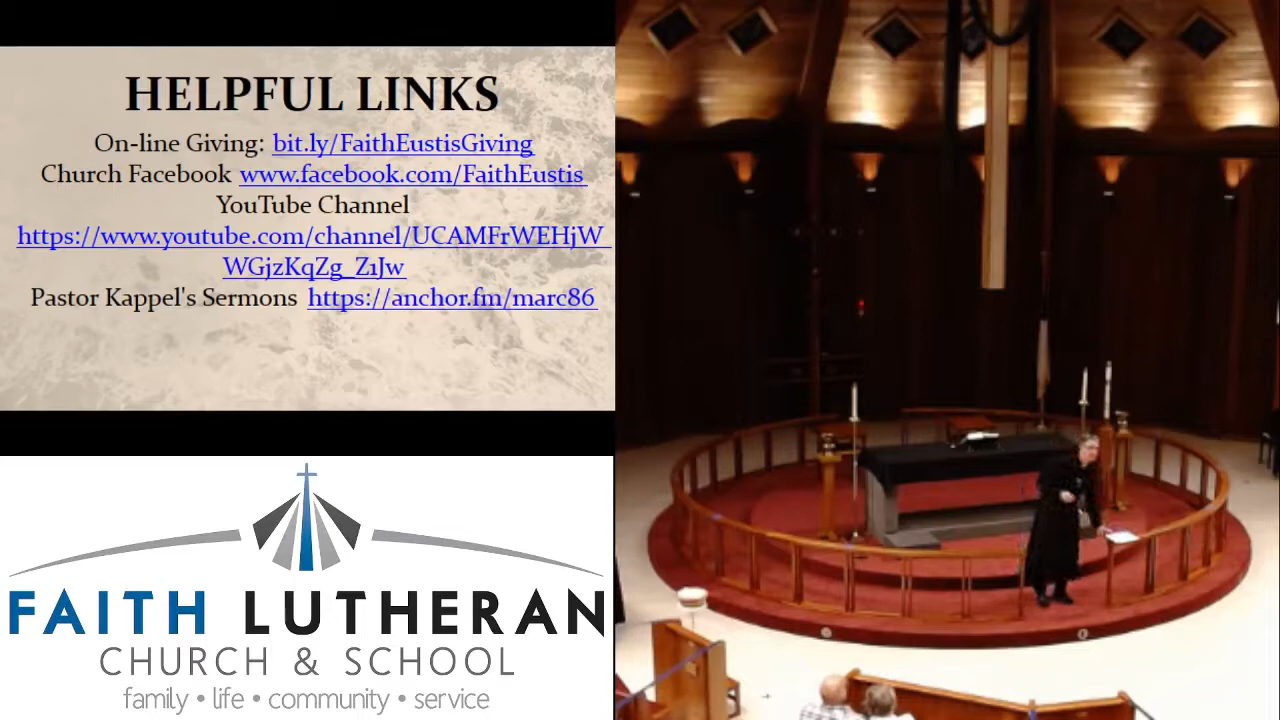 HELPFUL LINKS
On-line Giving: bit.ly/FaithEustisGiving
Church Facebook www.facebook.com/FaithEustis
YouTube Channel
https://www.youtube.com/channel/UCAMFrWEHjW
WGjzKqZg_Z1Jw
Pastor Kappel's Sermons https://anchor.fm/marc86
FAITH LUTHERAN
CHURCH & SCHOOL
family • life • community • service